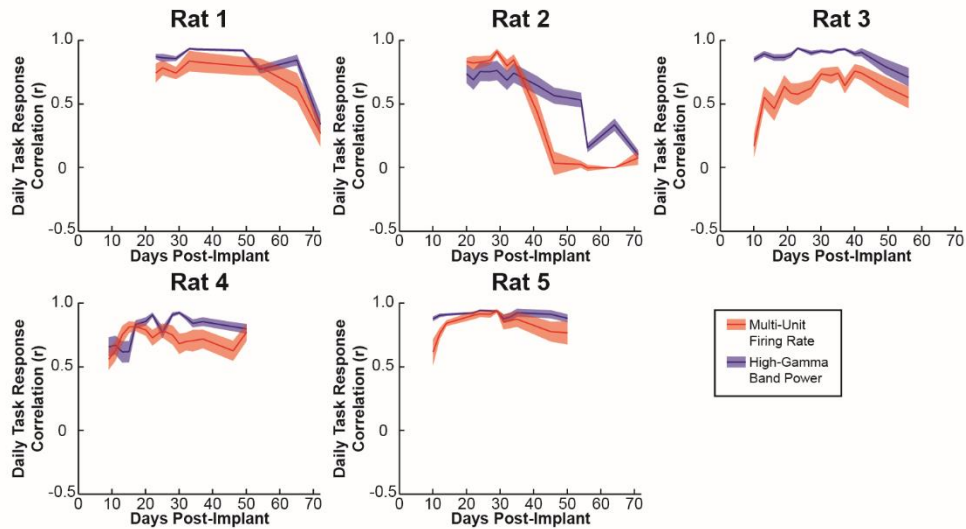 Rat 1
Daily Task Response
Correlation (r)
1.0
0.5
0
-0.5
0 10 20 30 40 50 60 70
Days Post-Implant
Rat 2
Daily Task Response
Correlation (r)
1.0
0.5
0
-0.5
0 10 20 30 40 50 60 70
Days Post-Implant
Rat 3
Daily Task Response
Correlation (r)
1.0
0.5
0
-0.5
0 10 20 30 40 50 60 70
Days Post-Implant
Rat 4
Daily Task Response
Correlation (r)
1.0
0.5
0
-0.5
0 10 20 30 40 50 60 70
Days Post-Implant
Rat 5
Daily Task Response
Correlation (r)
1.0
0.5
0
-0.5
0 10 20 30 40 50 60 70
Days Post-Implant
Multi-Unit
Firing Rate
High-Gamma
Band Power